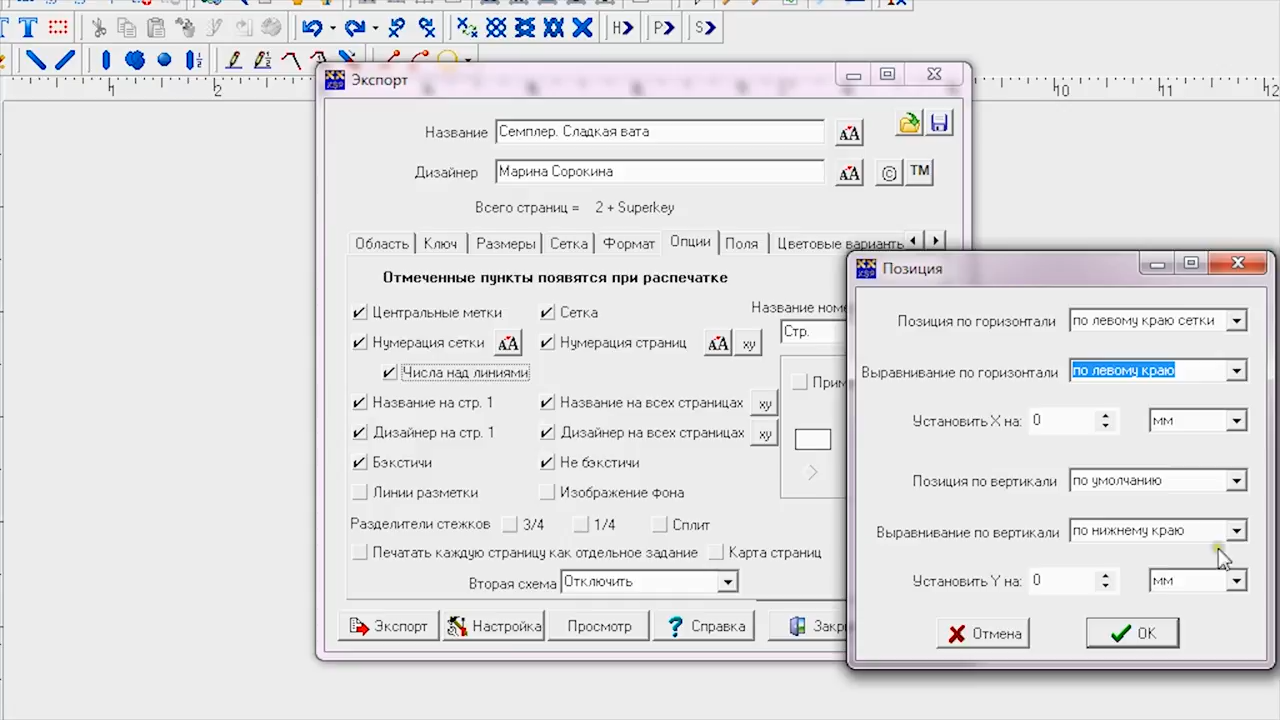 H
P
S
1
2
10
11
12
Экспорт
Название
Семплер. Сладкая вата
Дизайнер
Марина Сорокина
©
TM
Всего страниц = 2 + Superkey
Область
Ключ
Размеры
Сетка
Формат
Опции
Поля
Цветовые варианты
Отмеченные пункты появятся при распечатке
Центральные метки
Сетка
Нумерация сетки
Нумерация страниц
xy
Числа над линиями
Название на стр. 1
Название на всех страницах
xy
Дизайнер на стр. 1
Дизайнер на всех страницах
xy
Бэкстичи
Не бэкстичи
Линии разметки
Изображение фона
Разделители стежков
3/4
1/4
Сплит
Печатать каждую страницу как отдельное задание
Карта страниц
Вторая схема
Отключить
Название номе
Стр.
Прим
Экспорт
Настройка
Просмотр
Справка
Закр
Позиция
Позиция по горизонтали
по левому краю сетки
Выравнивание по горизонтали
по левому краю
Установить X на:
0
мм
Позиция по вертикали
по умолчанию
Выравнивание по вертикали
по нижнему краю
Установить Y на:
0
мм
Отмена
OK